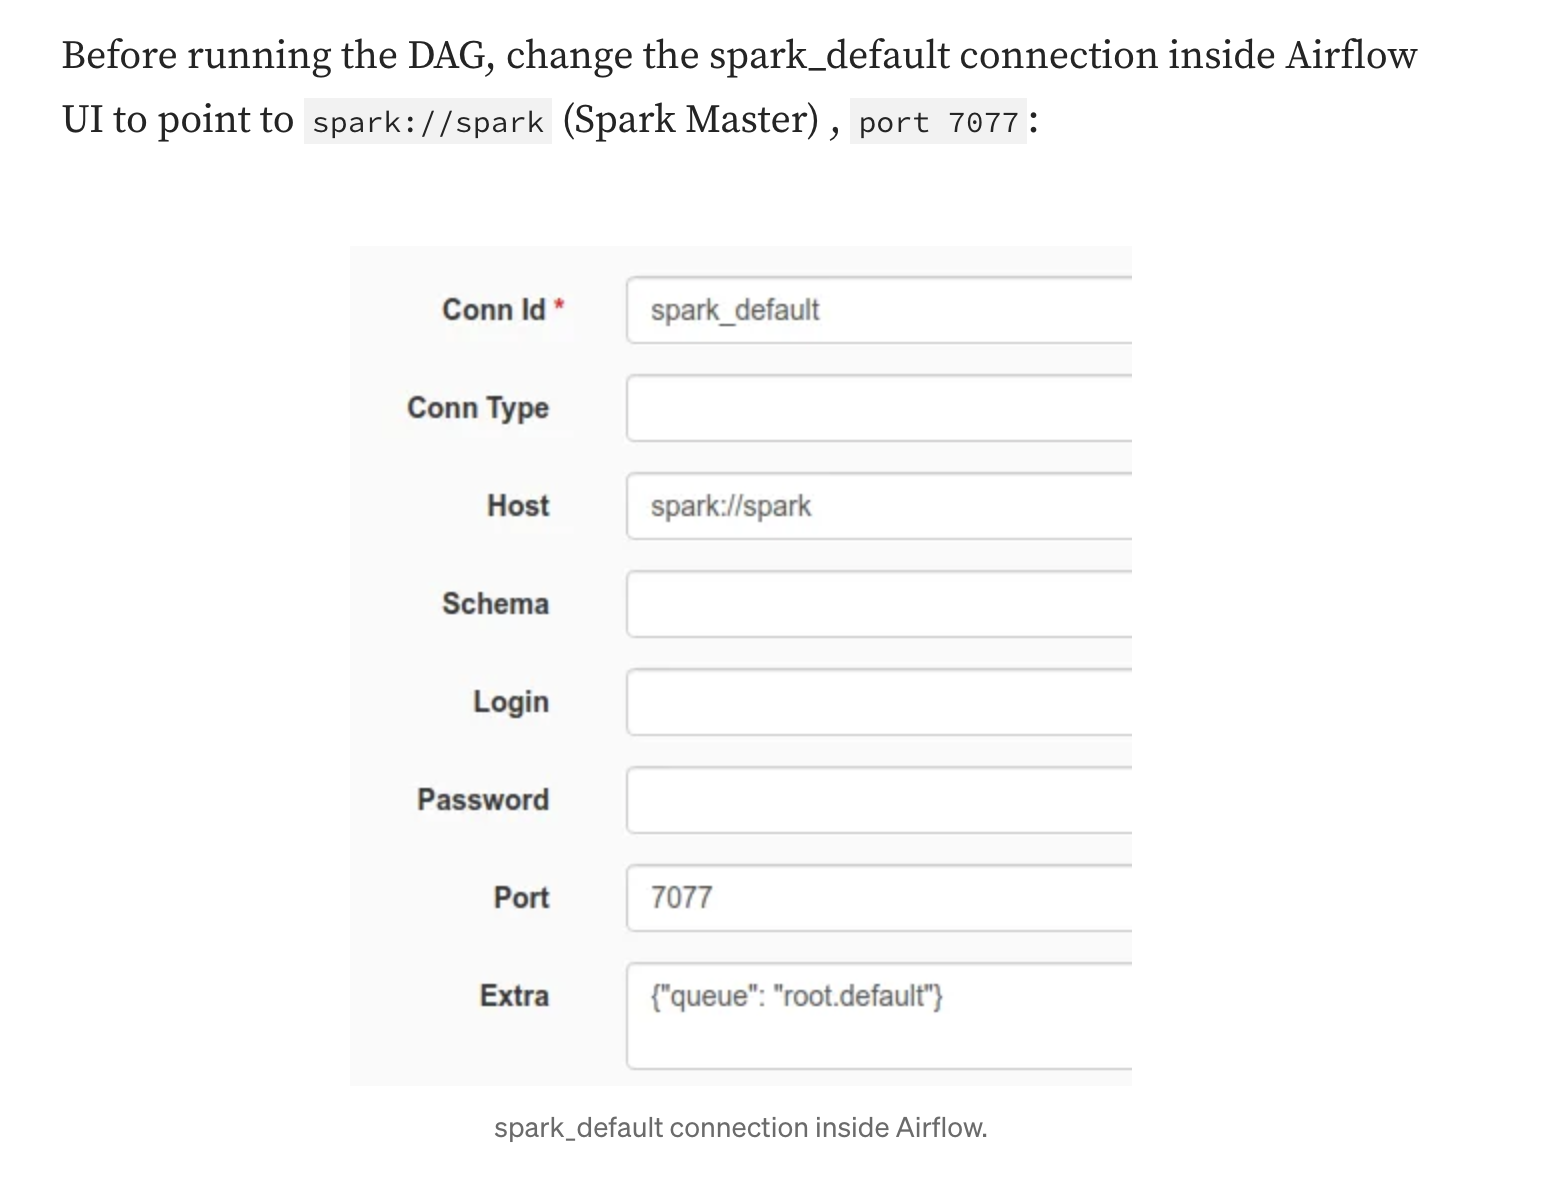 Before running the DAG, change the spark_default connection inside Airflow
UI to point to spark://spark (Spark Master) , port 7077:
Conn Id * spark_default
Conn Type
Host spark://spark
Schema
Login
Password
Port 7077
Extra {"queue": "root.default"}
spark_default connection inside Airflow.